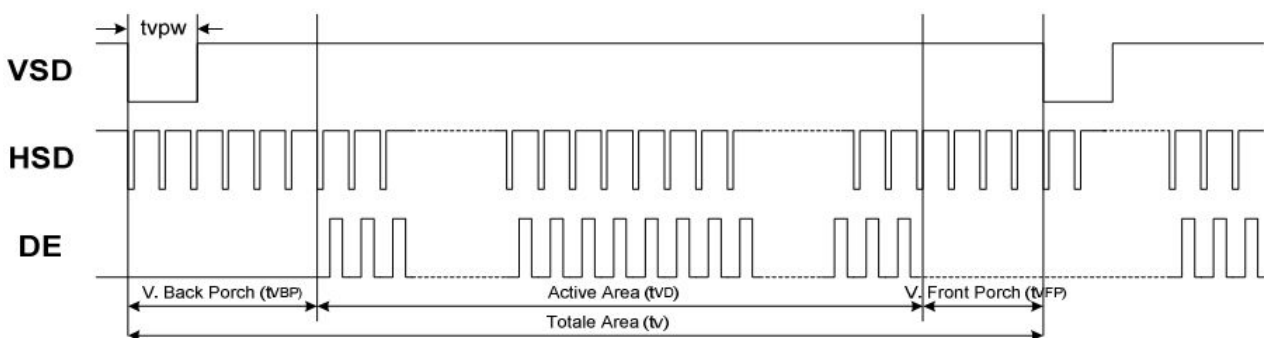 tvpw
VSD
HSD
DE
V. Back Porch (tVBP) Active Area (tVD) V. Front Porch (tVFP)
Totale Area (tv)